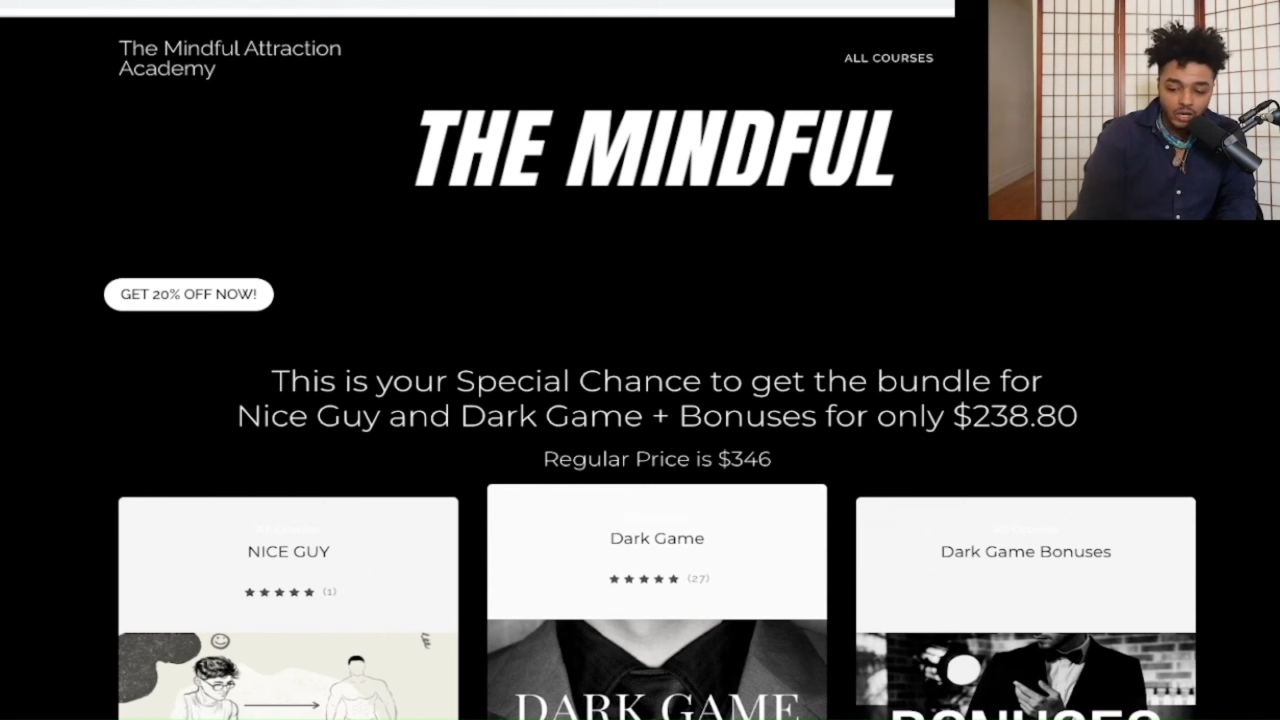 The Mindful Attraction
Academy
ALL COURSES
THE MINDFUL
GET 20% OFF NOW!
This is your Special Chance to get the bundle for
Nice Guy and Dark Game + Bonuses for only $238.80
Regular Price is $346
NICE GUY
(1)
Dark Game
(27)
Dark Game Bonuses
DARK GAME
BONUSES